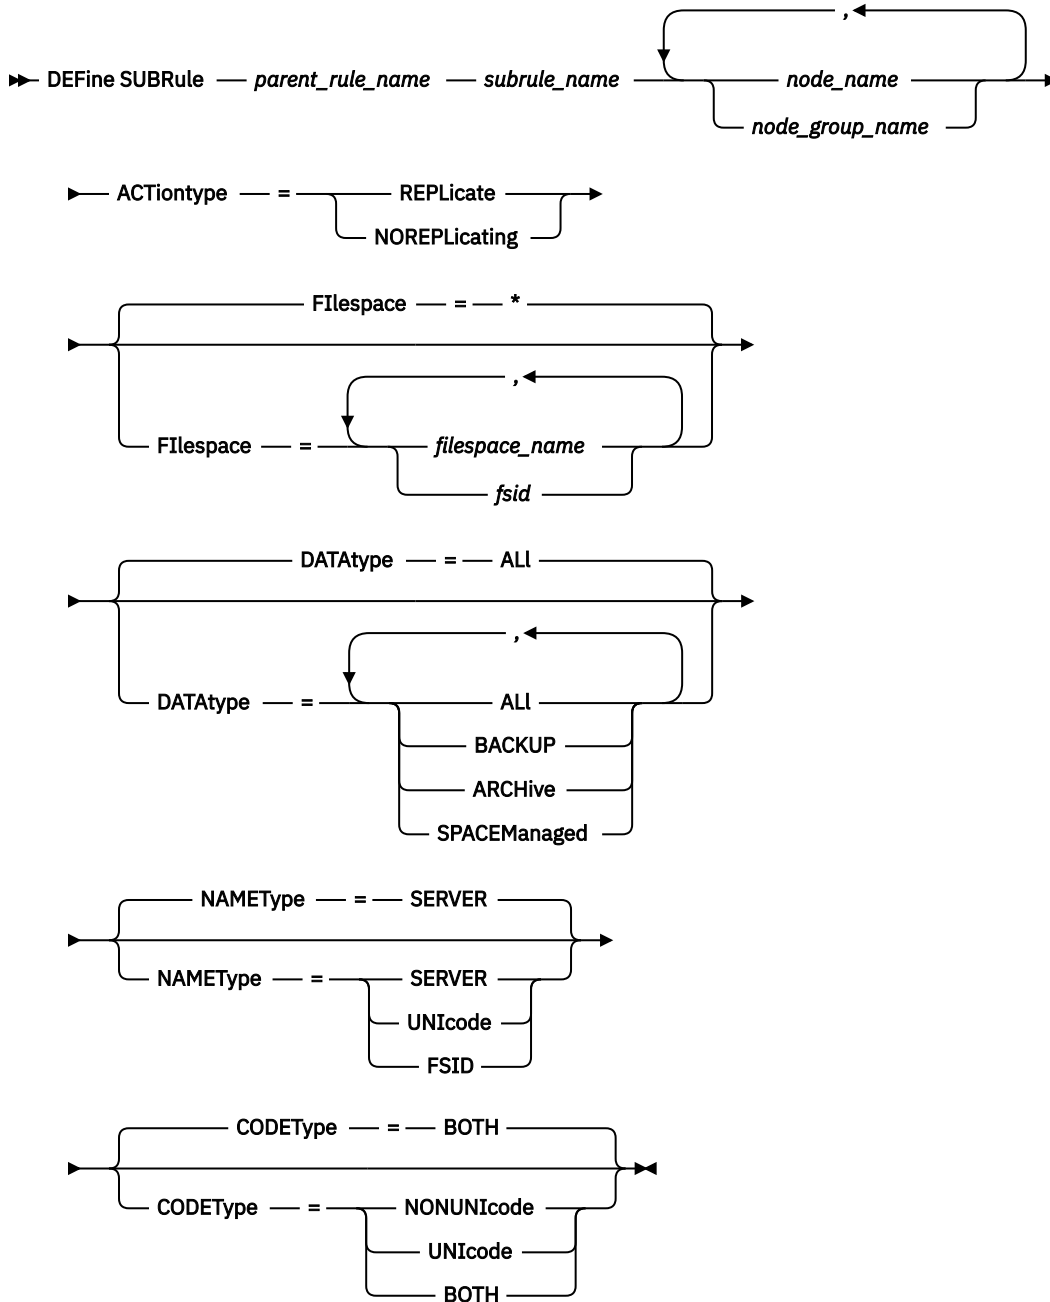 ,
DEFine SUBRule parent_rule_name subrule_name node_name
node_group_name
ACTiontype = REPLicate
NOREPLicating
FIlespace = *
,
FIlespace = filespace_name
fsid
DATAtype = ALl
,
DATAtype = ALl
BACKUP
ARCHive
SPACEManaged
NAMEType = SERVER
NAMEType = SERVER
UNIcode
FSID
CODEType = BOTH
CODEType = NONUNIcode
UNIcode
BOTH